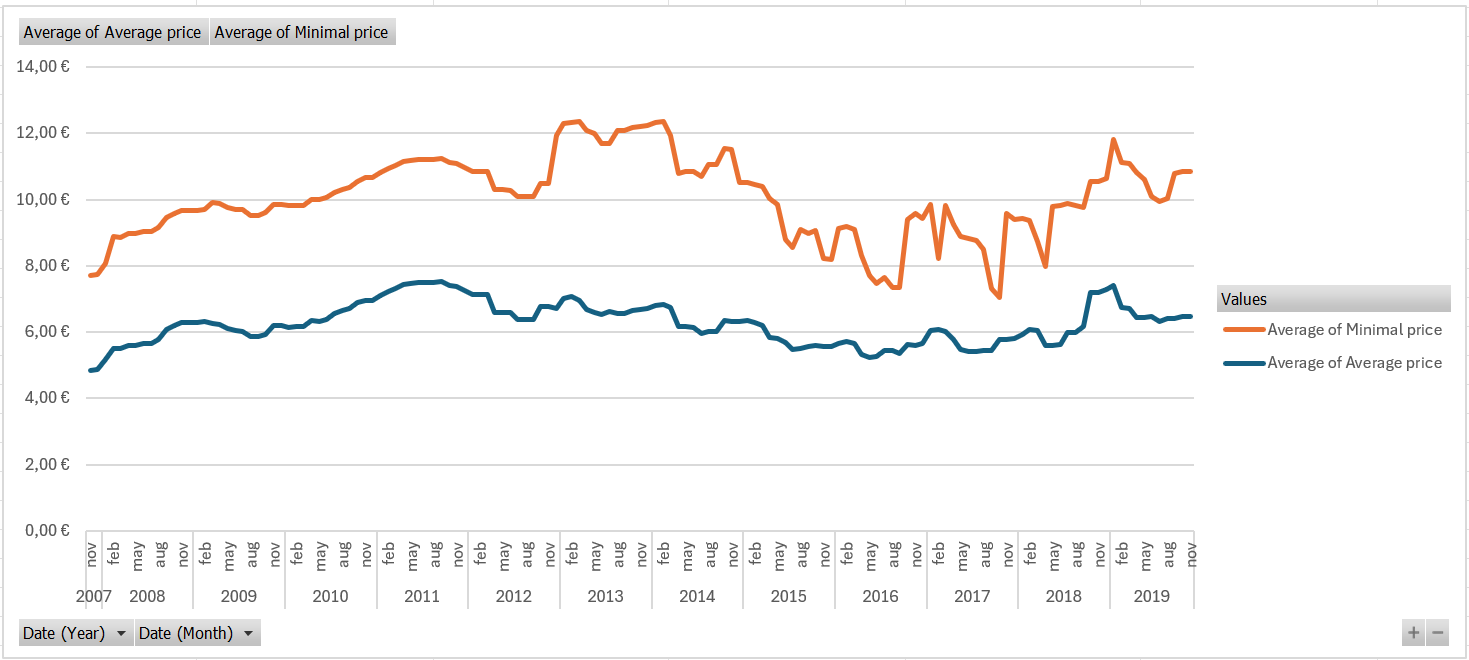 Average of Average price Average of Minimal price
14,00 €
12,00 €
10,00 €
8,00 €
6,00 €
4,00 €
2,00 €
0,00 €
Values
Average of Minimal price
Average of Average price
nov feb may aug nov feb may aug nov feb may aug nov feb may aug nov feb may aug nov feb may aug nov feb may aug nov feb may aug nov feb may aug nov feb may aug nov feb may aug nov feb may aug nov
2007 2008 2009 2010 2011 2012 2013 2014 2015 2016 2017 2018 2019
Date (Year) Date (Month)